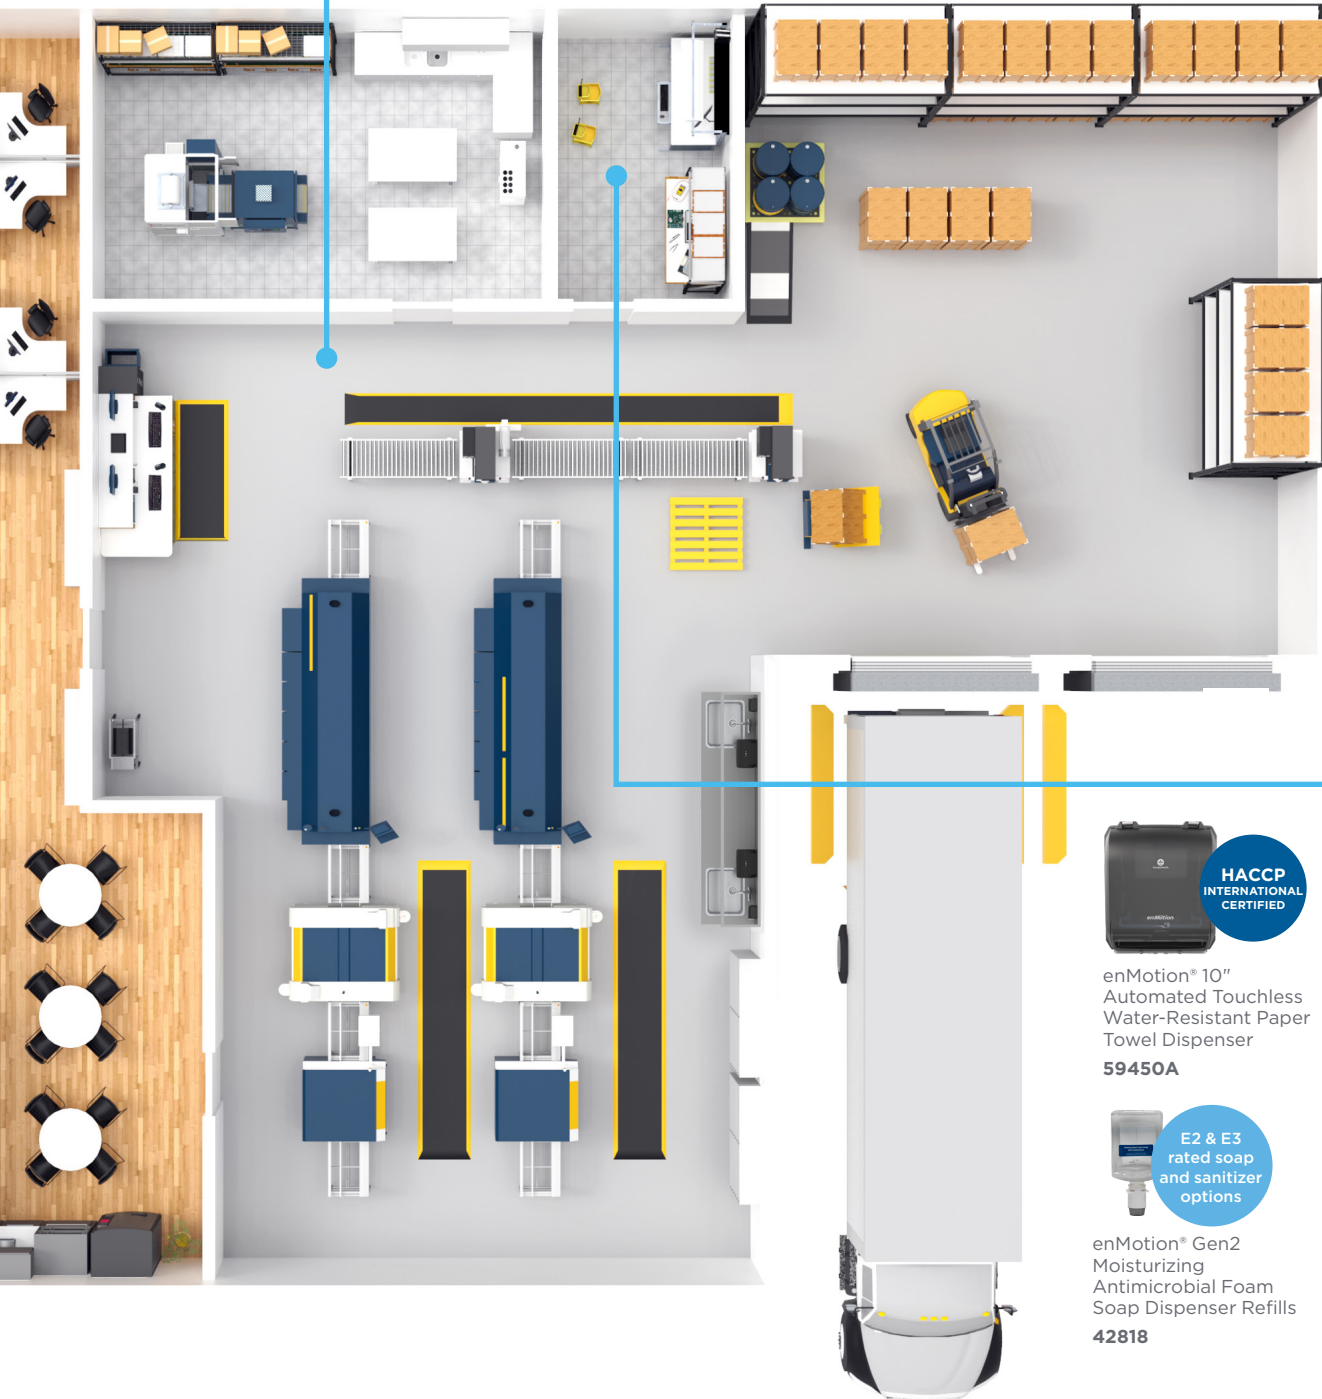 enMotion
HACCP
INTERNATIONAL
CERTIFIED
enMotion® 10"
Automated Touchless
Water-Resistant Paper
Towel Dispenser
59450A
E2 & E3
rated soap
and sanitizer
options
enMotion® Gen2
Moisturizing
Antimicrobial Foam
Soap Dispenser Refills
42818